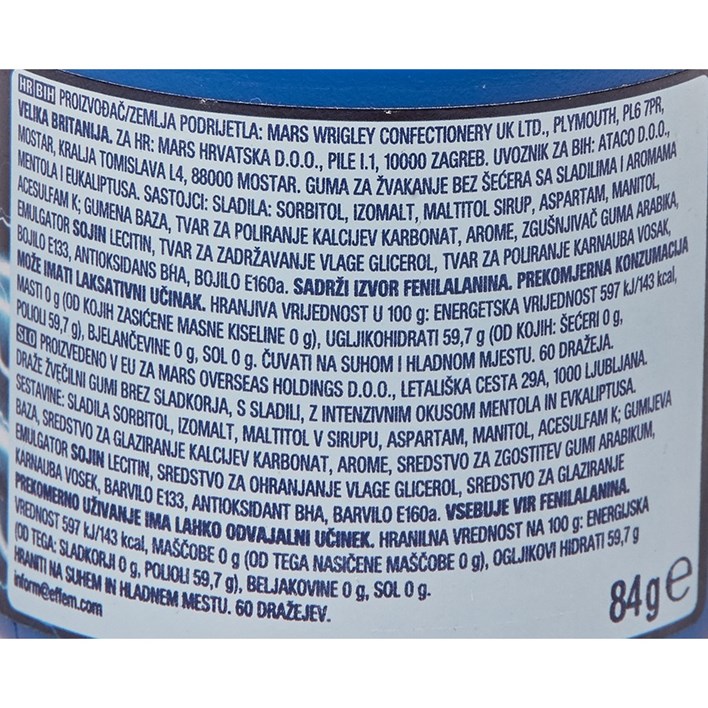 HR BIH PROIZVOĐAČ/ZEMLJA PODRIJETLA: MARS WRIGLEY CONFECTIONERY UK LTD., PLYMOUTH, PL6 7PR,
VELIKA BRITANIJA. ZA HR: MARS HRVATSKA D.O.O., PILE I.1, 10000 ZAGREB. UVOZNIK ZA BIH: ATACO D.O.O.,
MOSTAR, KRALJA TOMISLAVA L4, 88000 MOSTAR. GUMA ZA ŽVAKANJE BEZ ŠEĆERA SA SLADILIMA I AROMAMA
MENTOLA I EUKALIPTUSA. SASTOJCI: SLADILA: SORBITOL, IZOMALT, MALTITOL SIRUP, ASPARTAM, MANITOL,
ACESULFAM K; GUMENA BAZA, TVAR ZA POLIRANJE KALCIJEV KARBONAT, AROME, ZGUŠNJIVAČ GUMA ARABIKA,
EMULGATOR SOJIN LECITIN, TVAR ZA ZADRŽAVANJE VLAGE GLICEROL, TVAR ZA POLIRANJE KARNAUBA VOSAK,
BOJILO E133, ANTIOKSIDANS BHA, BOJILO E160a. SADRŽI IZVOR FENILALANINA. PREKOMJERNA KONZUMACIJA
MOŽE IMATI LAKSATIVNI UČINAK. HRANJIVA VRIJEDNOST U 100 g: ENERGETSKA VRIJEDNOST 597 kJ/143 kcal,
MASTI 0 g (OD KOJIH ZASIĆENE MASNE KISELINE 0 g), UGLJIKOHIDRATI 59,7 g (OD KOJIH: ŠEĆERI 0 g,
POLIOLI 59,7 g), BJELANČEVINE 0 g, SOL 0 g. ČUVATI NA SUHOM I HLADNOM MJESTU. 60 DRAŽEJA.
SLO PROIZVEDENO V EU ZA MARS OVERSEAS HOLDINGS D.O.O., LETALIŠKA CESTA 29A, 1000 LJUBLJANA.
DRAŽE ŽVEČILNI GUMI BREZ SLADKORJA, S SLADILI, Z INTENZIVNIM OKUSOM MENTOLA IN EVKALIPTUSA.
SESTAVINE: SLADILA SORBITOL, IZOMALT, MALTITOL V SIRUPU, ASPARTAM, MANITOL, ACESULFAM K; GUMIJEVA
BAZA, SREDSTVO ZA GLAZIRANJE KALCIJEV KARBONAT, AROME, SREDSTVO ZA ZGOSTITEV GUMI ARABIKUM,
EMULGATOR SOJIN LECITIN, SREDSTVO ZA OHRANJANJE VLAGE GLICEROL, SREDSTVO ZA GLAZIRANJE
KARNAUBA VOSEK, BARVILO E133, ANTIOKSIDANT BHA, BARVILO E160a. VSEBUJE VIR FENILALANINA.
PREKOMERNO UŽIVANJE IMA LAHKO ODVAJALNI UČINEK. HRANILNA VREDNOST NA 100 g: ENERGIJSKA
VREDNOST 597 kJ/143 kcal, MAŠČOBE 0 g (OD TEGA NASIČENE MAŠČOBE 0 g), OGLJIKOVI HIDRATI 59,7 g
(OD TEGA: SLADKORJI 0 g, POLIOLI 59,7 g), BELJAKOVINE 0 g, SOL 0 g.
HRANITI NA SUHEM IN HLADNEM MESTU. 60 DRAŽEJEV.
inform@effem.com
84g e